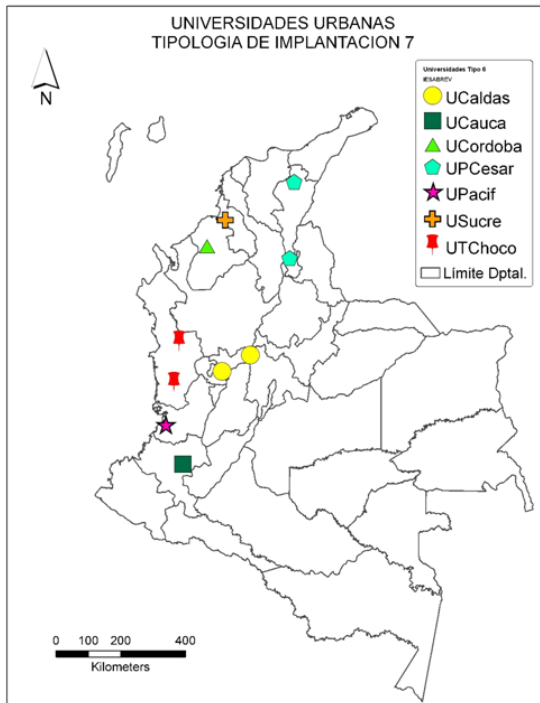 UNIVERSIDADES URBANAS
TIPOLOGIA DE IMPLANTACION 7
N
Universidades Tipo 6
IESABREV
UCaldas
UCauca
UCordoba
UPCesar
UPacif
USucre
UTChoco
Límite Dptal.
0 100 200 400
Kilometers